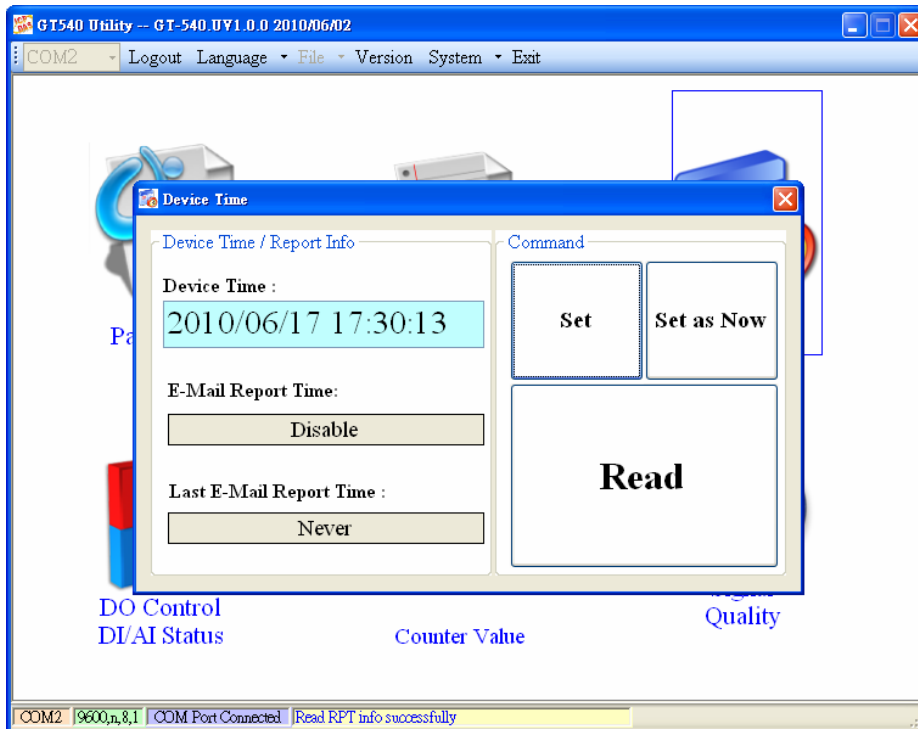 GT540 Utility -- GT-540.UV1.0.0 2010/06/02
COM2 Logout Language File Version System Exit
Device Time
Device Time / Report Info
Device Time :
2010/06/17 17:30:13
E-Mail Report Time:
Disable
Last E-Mail Report Time :
Never
Command
Set
Set as Now
Read
Pa
DO Control
DI/AI Status
Counter Value
Quality
COM2 9600,n,8,1 COM Port Connected Read RPT info successfully